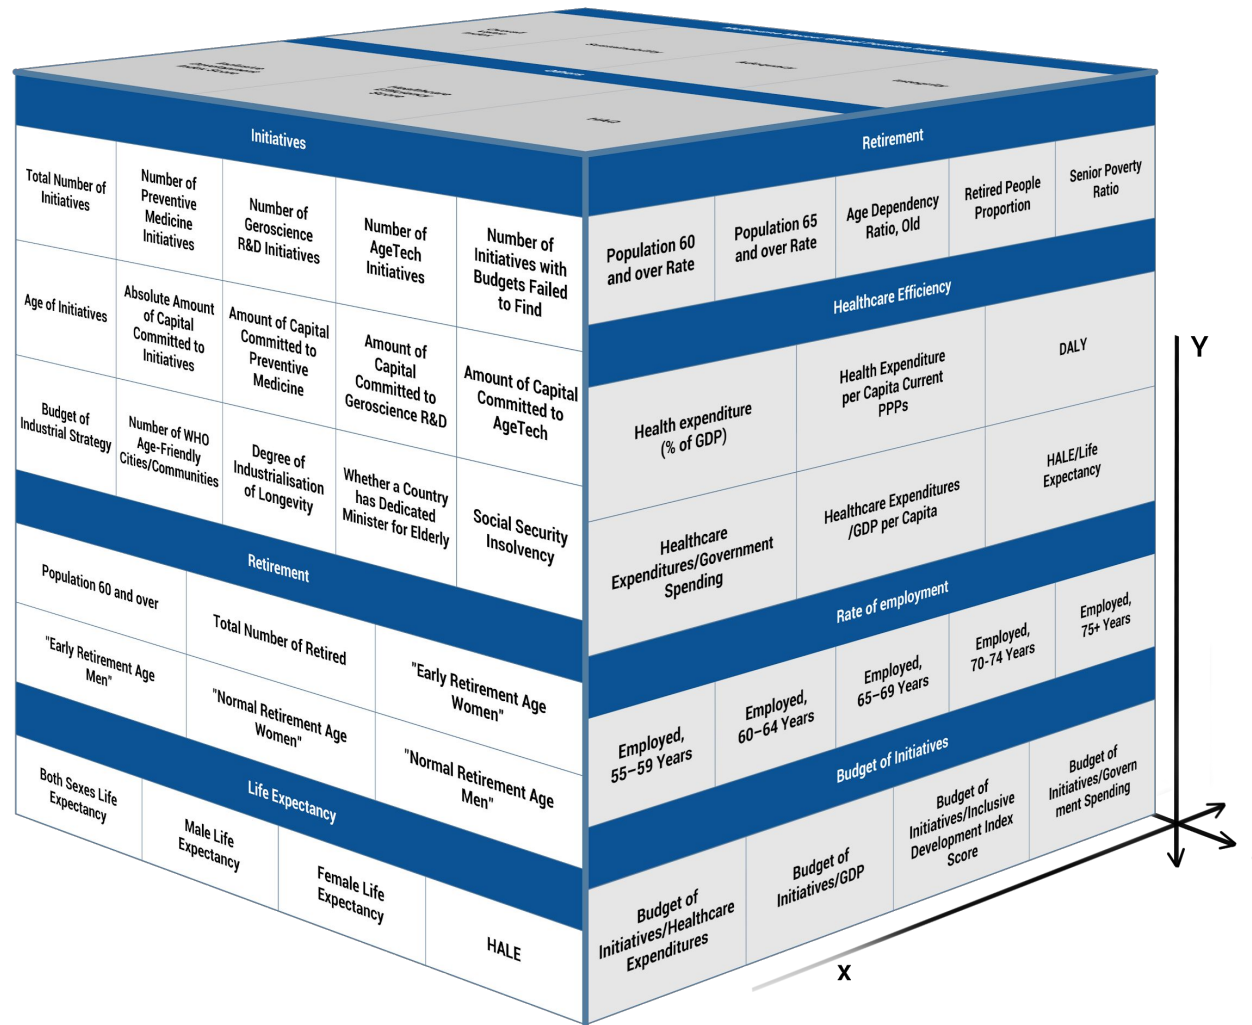 Others
HAQ
Initiatives
Total Number of
Initiatives
Number of
Preventive
Medicine
Initiatives
Number of
Geroscience
R&D Initiatives
Number of
AgeTech
Initiatives
Number of
Initiatives with
Budgets Failed
to Find
Age of Initiatives
Absolute Amount
of Capital
Committed to
Initiatives
Amount of Capital
Committed to
Preventive
Medicine
Amount of
Capital
Committed to
Geroscience R&D
Amount of Capital
Committed to
AgeTech
Budget of
Industrial Strategy
Number of WHO
Age-Friendly
Cities/Communities
Degree of
Industrialisation
of Longevity
Whether a Country
has Dedicated
Minister for Elderly
Social Security
Insolvency
Retirement
Population 60 and over
Total Number of Retired
"Early Retirement Age
Women"
"Early Retirement Age
Men"
"Normal Retirement Age
Women"
"Normal Retirement Age
Men"
Life Expectancy
Both Sexes Life
Expectancy
Male Life
Expectancy
Female Life
Expectancy
HALE
Retirement
Population 60
and over Rate
Population 65
and over Rate
Age Dependency
Ratio, Old
Retired People
Proportion
Senior Poverty
Ratio
Healthcare Efficiency
Health expenditure
(% of GDP)
Health Expenditure
per Capita Current
PPPs
DALY
Healthcare
Expenditures/Government
Spending
Healthcare Expenditures
/GDP per Capita
HALE/Life
Expectancy
Rate of employment
Employed,
55–59 Years
Employed,
60–64 Years
Employed,
65–69 Years
Employed,
70-74 Years
Employed,
75+ Years
Budget of Initiatives
Budget of
Initiatives/Healthcare
Expenditures
Budget of
Initiatives/GDP
Budget of
Initiatives/Inclusive
Development Index
Score
Budget of
Initiatives/Govern
ment Spending
Y
X